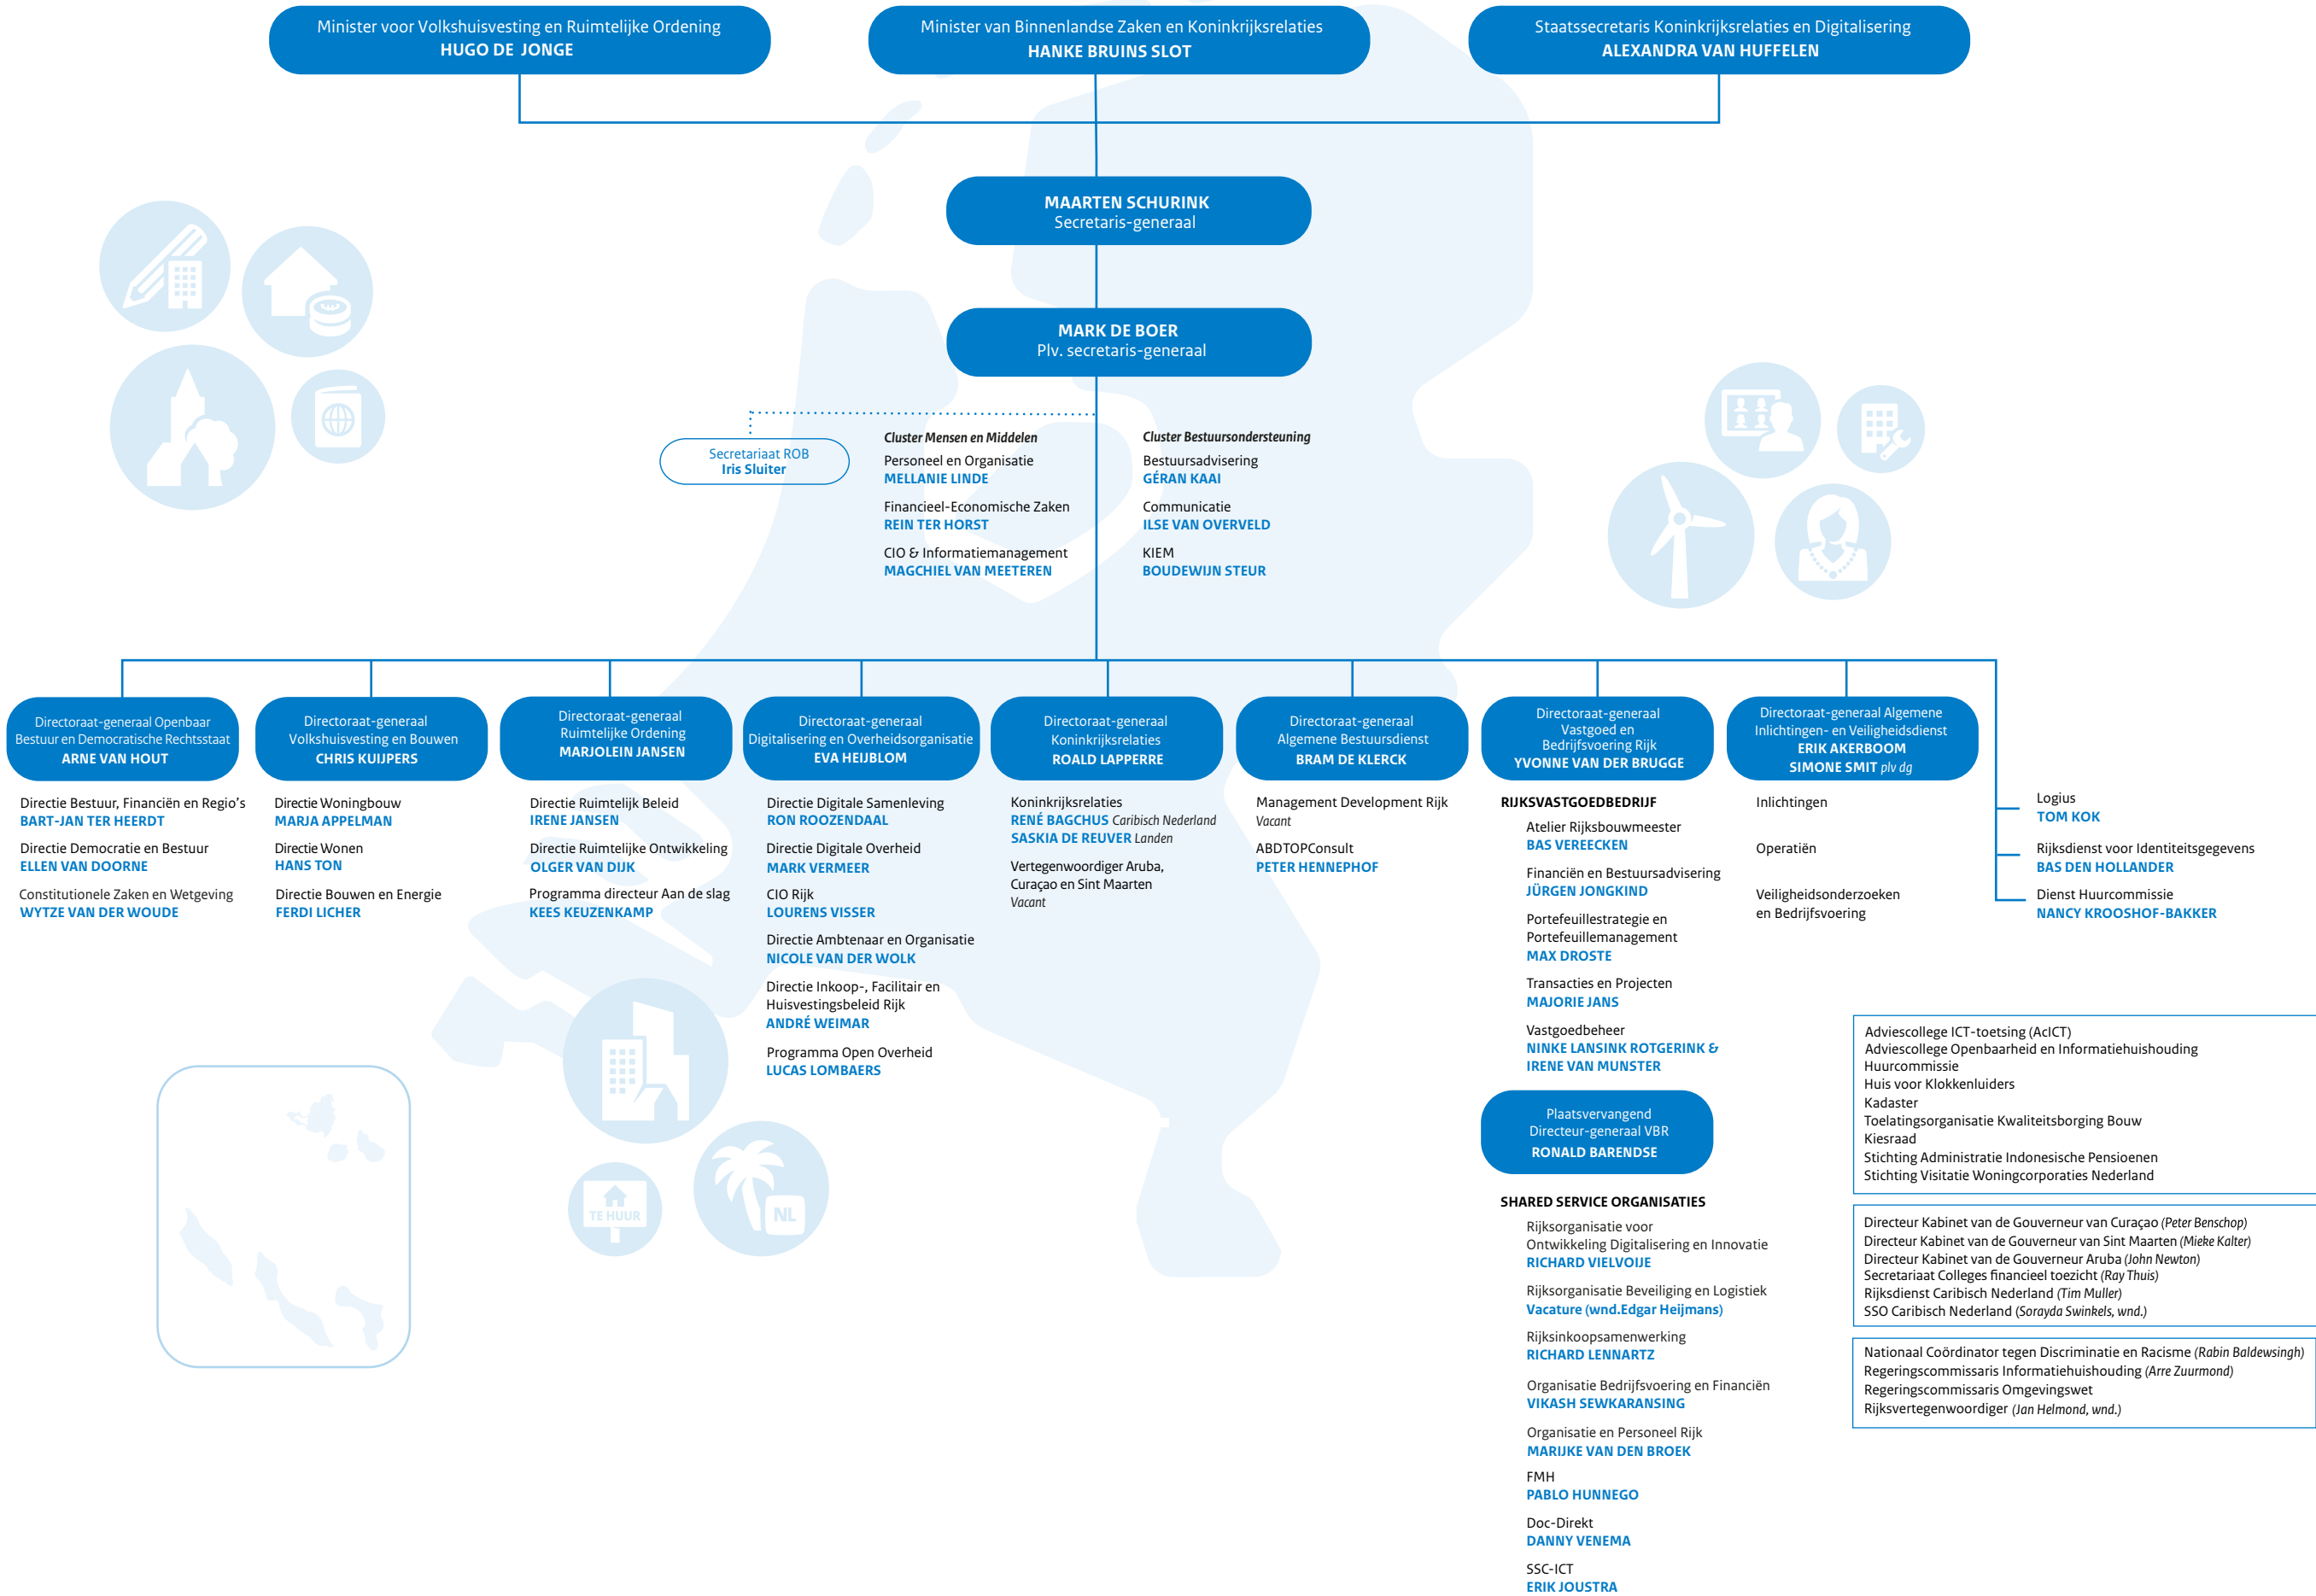 Minister voor Volkshuisvesting en Ruimtelijke Ordening
HUGO DE JONGE
Minister van Binnenlandse Zaken en Koninkrijksrelaties
HANKE BRUINS SLOT
Staatssecretaris Koninkrijksrelaties en Digitalisering
ALEXANDRA VAN HUFFELEN
MAARTEN SCHURINK
Secretaris-generaal
MARK DE BOER
Plv. secretaris-generaal
Secretariaat ROB
Iris Sluiter
Cluster Mensen en Middelen
Personeel en Organisatie
MELLANIE LINDE
Financieel-Economische Zaken
REIN TER HORST
CIO & Informatiemanagement
MAGCHIEL VAN MEETEREN
Cluster Bestuursondersteuning
Bestuursadvisering
GÉRAN KAAI
Communicatie
ILSE VAN OVERVELD
KIEM
BOUDEWIJN STEUR
Directoraat-generaal Openbaar
Bestuur en Democratische Rechtsstaat
ARNE VAN HOUT
Directie Bestuur, Financiën en Regio's
BART-JAN TER HEERDT
Directie Democratie en Bestuur
ELLEN VAN DOORNE
Constitutionele Zaken en Wetgeving
WYTZE VAN DER WOUDE
Directoraat-generaal
Volkshuisvesting en Bouwen
CHRIS KUIJPERS
Directie Woningbouw
MARJA APPELMAN
Directie Wonen
HANS TON
Directie Bouwen en Energie
FERDI LICHER
Directoraat-generaal
Ruimtelijke Ordening
MARJOLEIN JANSEN
Directie Ruimtelijk Beleid
IRENE JANSEN
Directie Ruimtelijke Ontwikkeling
OLGER VAN DIJK
Programma directeur Aan de slag
KEES KEUZENKAMP
Directoraat-generaal
Digitalisering en Overheidsorganisatie
EVA HEIJBLOM
Directie Digitale Samenleving
RON ROOZENDAAL
Directie Digitale Overheid
MARK VERMEER
CIO Rijk
LOURENS VISSER
Directie Ambtenaar en Organisatie
NICOLE VAN DER WOLK
Directie Inkoop-, Facilitair en
Huisvestingsbeleid Rijk
ANDRÉ WEIMAR
Programma Open Overheid
LUCAS LOMBAERS
Directoraat-generaal
Koninkrijksrelaties
ROALD LAPPERRE
Koninkrijksrelaties
RENÉ BAGCHUS Caribisch Nederland
SASKIA DE REUVER Landen
Vertegenwoordiger Aruba,
Curaçao en Sint Maarten
Vacant
Directoraat-generaal
Algemene Bestuursdienst
BRAM DE KLERCK
Management Development Rijk
Vacant
ABDTOPConsult
PETER HENNEPHOF
Directoraat-generaal
Vastgoed en
Bedrijfsvoering Rijk
YVONNE VAN DER BRUGGE
RIJKSVASTGOEDBEDRIJF
Atelier Rijksbouwmeester
BAS VEREECKEN
Financiën en Bestuursadvisering
JÜRGEN JONGKIND
Portefeuillestrategie en
Portefeuillemanagement
MAX DROSTE
Transacties en Projecten
MAJORIE JANS
Vastgoedbeheer
NINKE LANSINK ROTGERINK &
IRENE VAN MUNSTER
Plaatsvervangend
Directeur-generaal VBR
RONALD BARENDSE
SHARED SERVICE ORGANISATIES
Rijksorganisatie voor
Ontwikkeling Digitalisering en Innovatie
RICHARD VIELVOIJE
Rijksorganisatie Beveiliging en Logistiek
Vacature (wnd.Edgar Heijmans)
Rijksinkoopsamenwerking
RICHARD LENNARTZ
Organisatie Bedrijfsvoering en Financiën
VIKASH SEWKARANSING
Organisatie en Personeel Rijk
MARIJKE VAN DEN BROEK
FMH
PABLO HUNNEGO
Doc-Direkt
DANNY VENEMA
SSC-ICT
ERIK JOUSTRA
Directoraat-generaal Algemene
Inlichtingen- en Veiligheidsdienst
ERIK AKERBOOM
SIMONE SMIT plv dg
Inlichtingen
Operatiën
Veiligheidsonderzoeken
en Bedrijfsvoering
Logius
TOM KOK
Rijksdienst voor Identiteitsgegevens
BAS DEN HOLLANDER
Dienst Huurcommissie
NANCY KROOSHOF-BAKKER
Adviescollege ICT-toetsing (AcICT)
Adviescollege Openbaarheid en Informatiehuishouding
Huurcommissie
Huis voor Klokkenluiders
Kadaster
Toelatingsorganisatie Kwaliteitsborging Bouw
Kiesraad
Stichting Administratie Indonesische Pensioenen
Stichting Visitatie Woningcorporaties Nederland
Directeur Kabinet van de Gouverneur van Curaçao (Peter Benschop)
Directeur Kabinet van de Gouverneur van Sint Maarten (Mieke Kalter)
Directeur Kabinet van de Gouverneur Aruba (John Newton)
Secretariaat Colleges financieel toezicht (Ray Thuis)
Rijksdienst Caribisch Nederland (Tim Muller)
SSO Caribisch Nederland (Sorayda Swinkels, wnd.)
Nationaal Coördinator tegen Discriminatie en Racisme (Rabin Baldewsingh)
Regeringscommissaris Informatiehuishouding (Arre Zuurmond)
Regeringscommissaris Omgevingswet
Rijksvertegenwoordiger (Jan Helmond, wnd.)
TE HUUR
NL